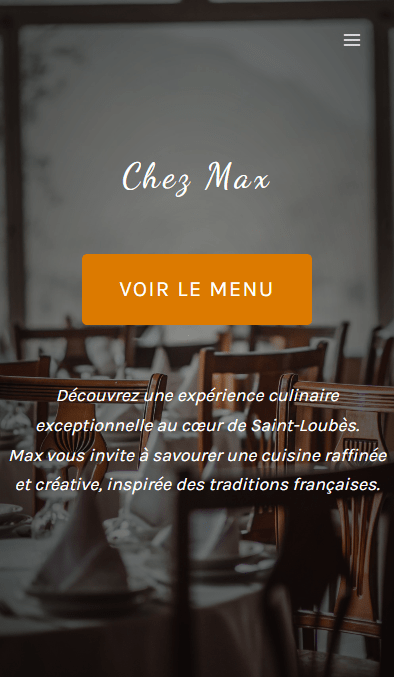 Chez Max
VOIR LE MENU
Découvrez une expérience culinaire
exceptionnelle au cœur de Saint-Loubès.
Max vous invite à savourer une cuisine raffinée
et créative, inspirée des traditions françaises.